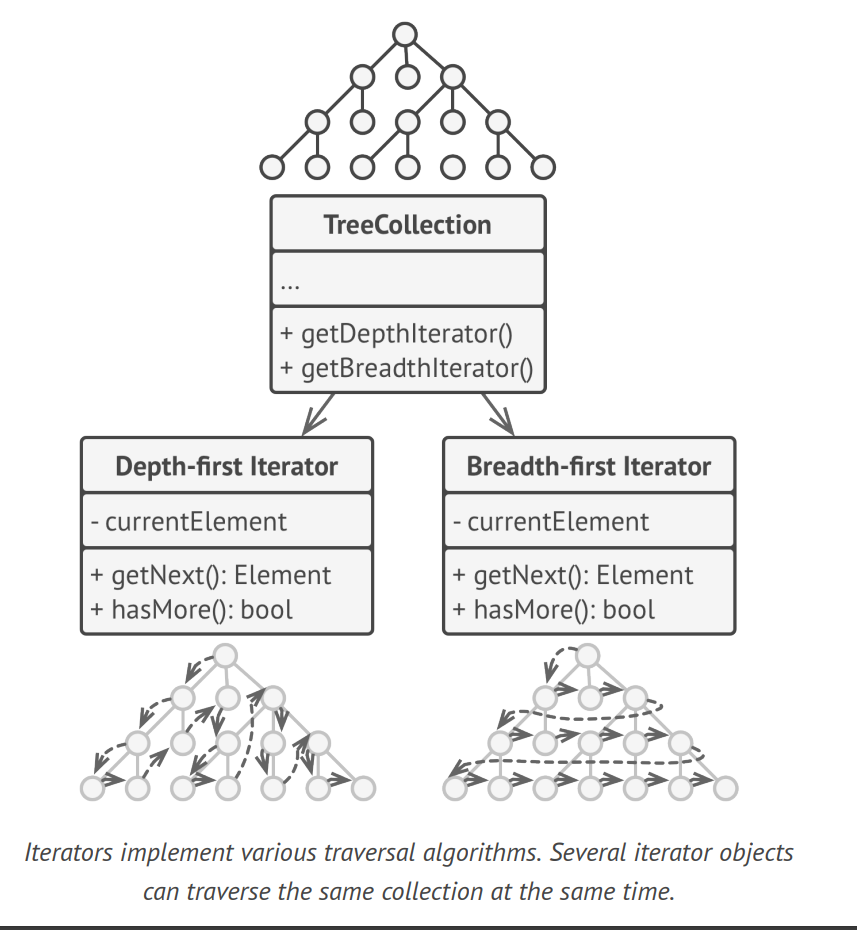 TreeCollection
...
+ getDepthIterator()
+ getBreadthIterator()
Depth-first Iterator
- currentElement
+ getNext(): Element
+ hasMore(): bool
Breadth-first Iterator
- currentElement
+ getNext(): Element
+ hasMore(): bool
Iterators implement various traversal algorithms. Several iterator objects
can traverse the same collection at the same time.